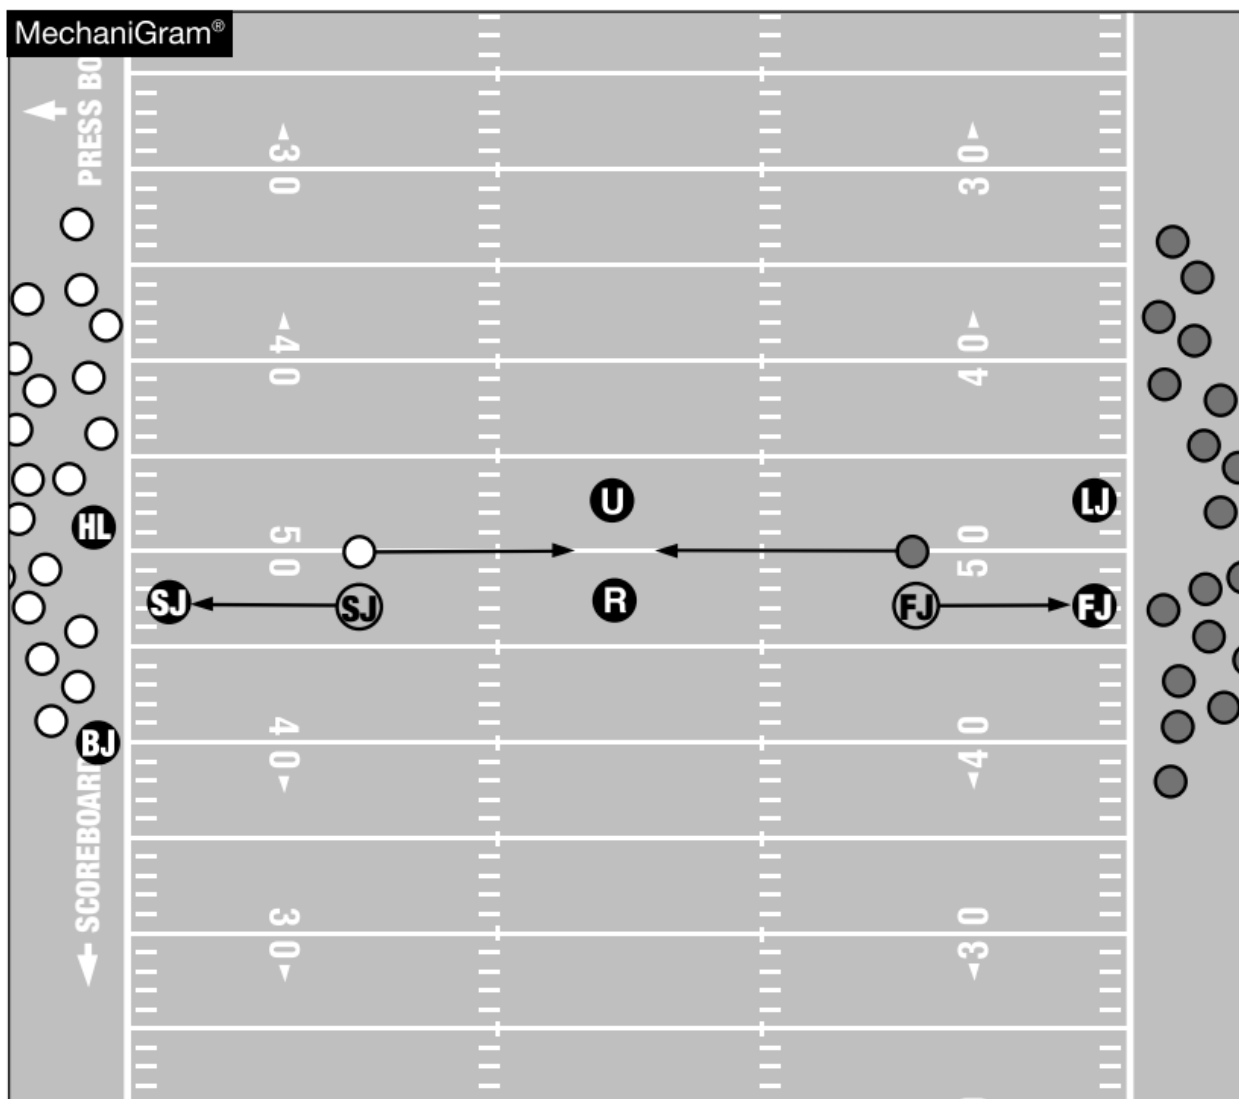 MechaniGram®
PRESS BO
◄30
30►
◄40
40►
HL
U
LJ
50
50
SJ
SJ
R
FJ
FJ
BJ
40►
◄40
SCOREBOARD
30►
◄30